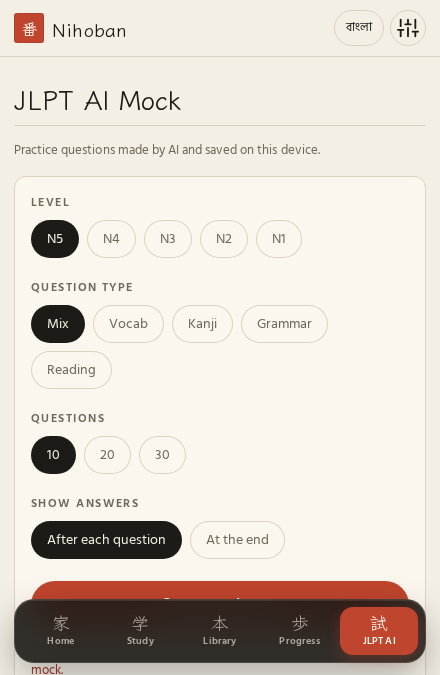 番 Nihoban
বাংলা
JLPT AI Mock
Practice questions made by AI and saved on this device.
LEVEL
N5 N4 N3 N2 N1
QUESTION TYPE
Mix Vocab Kanji Grammar
Reading
QUESTIONS
10 20 30
SHOW ANSWERS
After each question At the end
家 学 本 歩 試
Home Study Library Progress JLPT AI
mock.